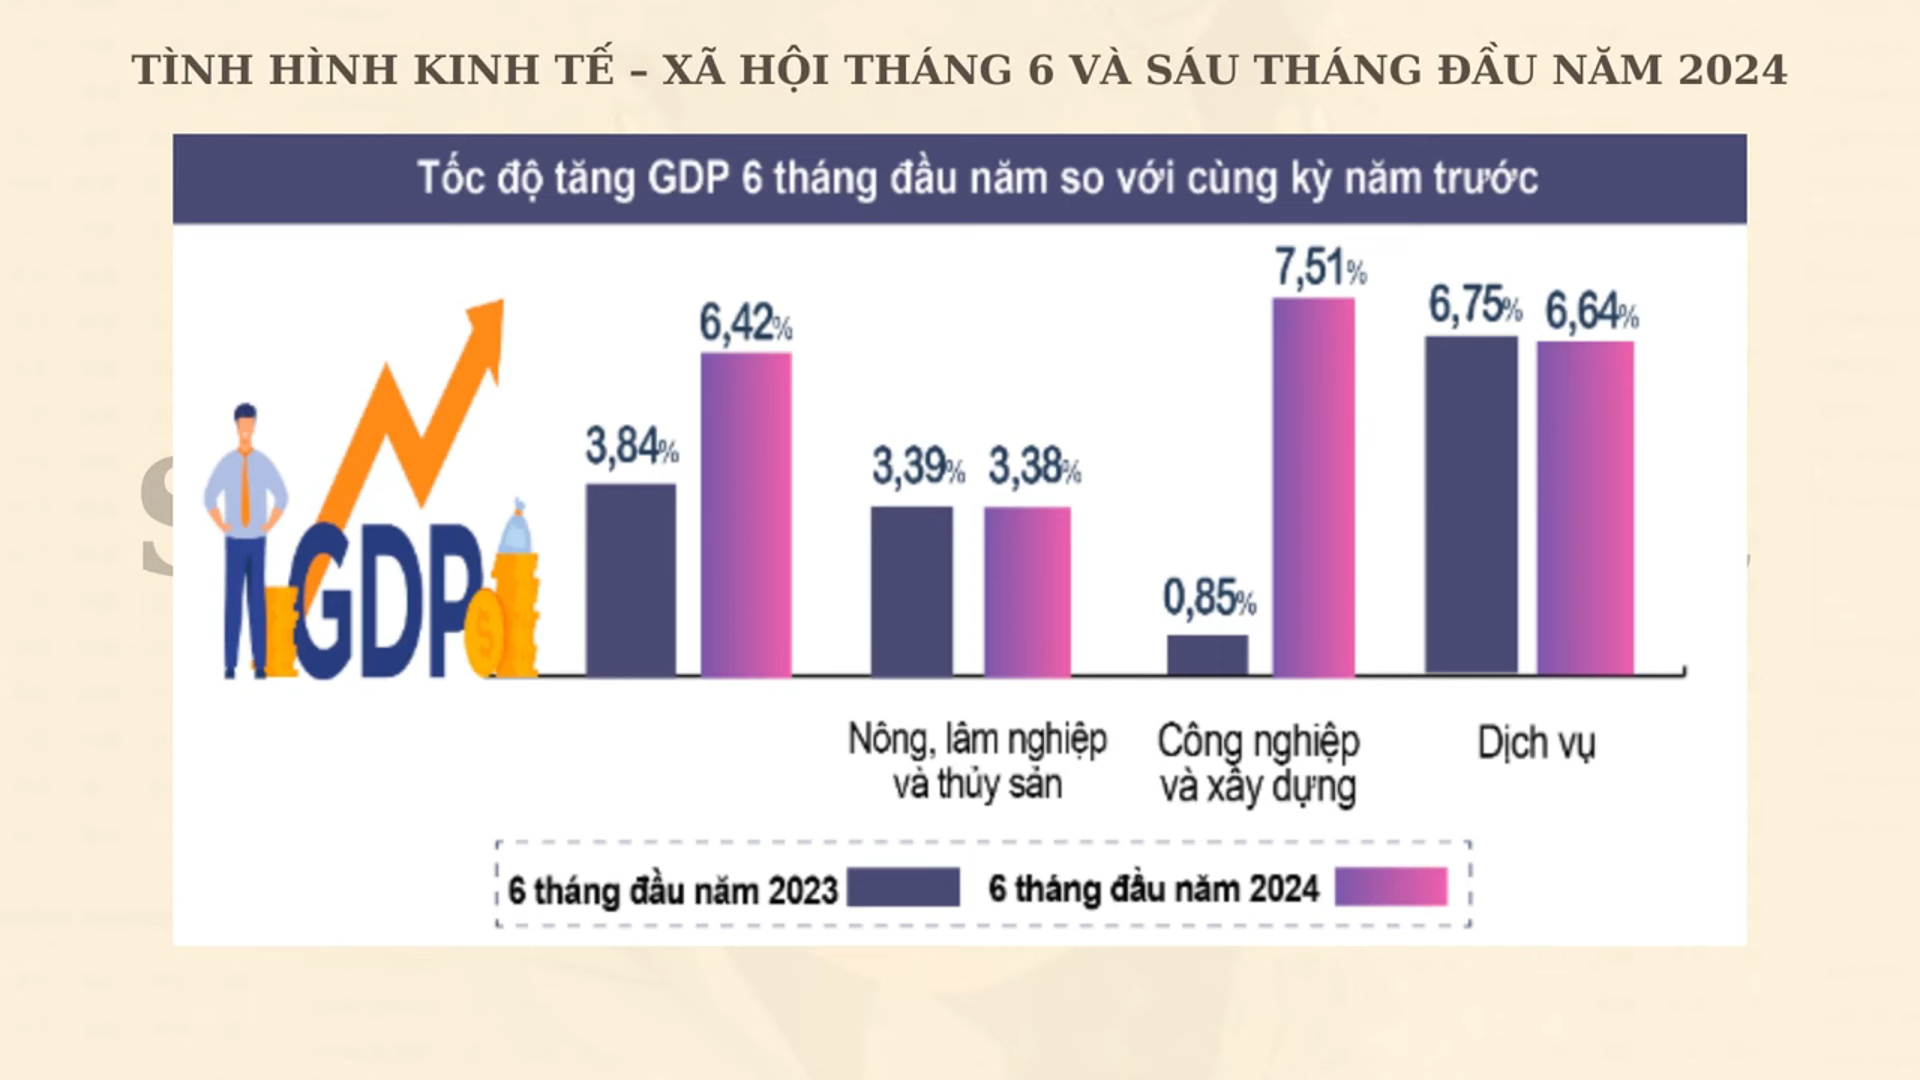 TÌNH HÌNH KINH TẾ – XÃ HỘI THÁNG 6 VÀ SÁU THÁNG ĐẦU NĂM 2024
Tốc độ tăng GDP 6 tháng đầu năm so với cùng kỳ năm trước
GDP
$
3,84%
6,42%
3,39%
3,38%
0,85%
7,51%
6,75%
6,64%
Nông, lâm nghiệp
và thủy sản
Công nghiệp
và xây dựng
Dịch vụ
6 tháng đầu năm 2023
6 tháng đầu năm 2024